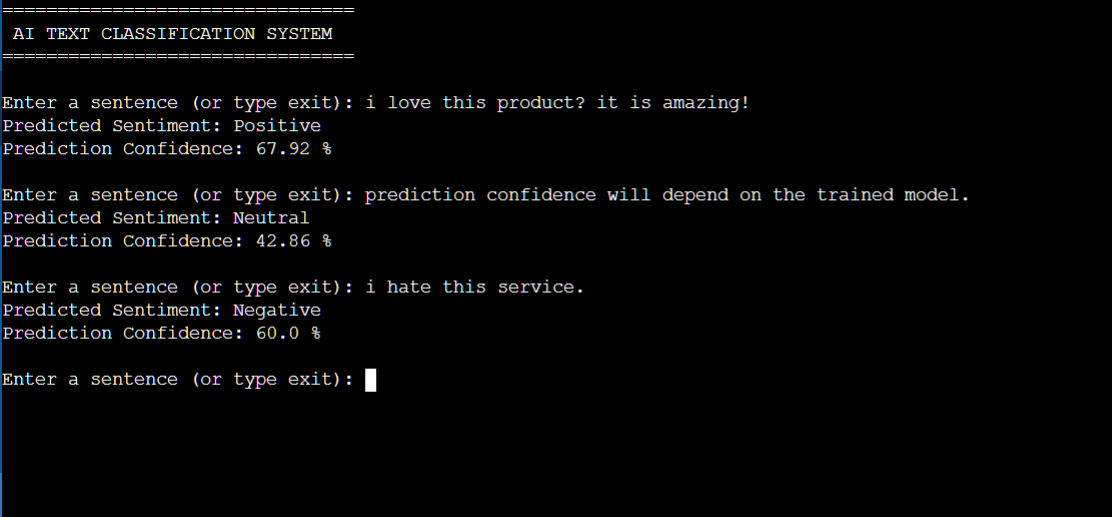 ================================
AI TEXT CLASSIFICATION SYSTEM
================================
Enter a sentence (or type exit): i love this product? it is amazing!
Predicted Sentiment: Positive
Prediction Confidence: 67.92 %
Enter a sentence (or type exit): prediction confidence will depend on the trained model.
Predicted Sentiment: Neutral
Prediction Confidence: 42.86 %
Enter a sentence (or type exit): i hate this service.
Predicted Sentiment: Negative
Prediction Confidence: 60.0 %
Enter a sentence (or type exit):